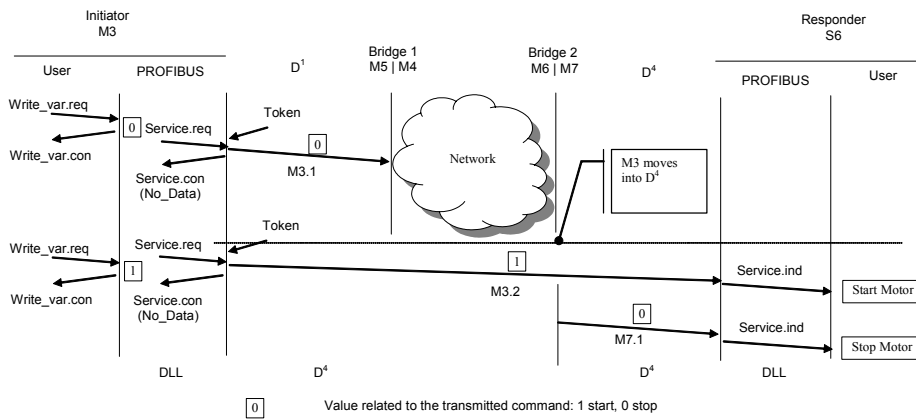 Initiator
M3
Responder
S6
User
PROFIBUS
D1
Bridge 1
M5 | M4
Bridge 2
M6 | M7
D4
PROFIBUS
User
Write_var.req
0
Write_var.con
Service.req
Token
0
M3.1
Service.con
(No_Data)
Network
M3 moves
into D4
Write_var.req
Service.req
Token
1
Write_var.con
Service.con
(No_Data)
1
M3.2
Service.ind
Start Motor
0
M7.1
Service.ind
Stop Motor
DLL
D4
D4
DLL
0
Value related to the transmitted command: 1 start, 0 stop